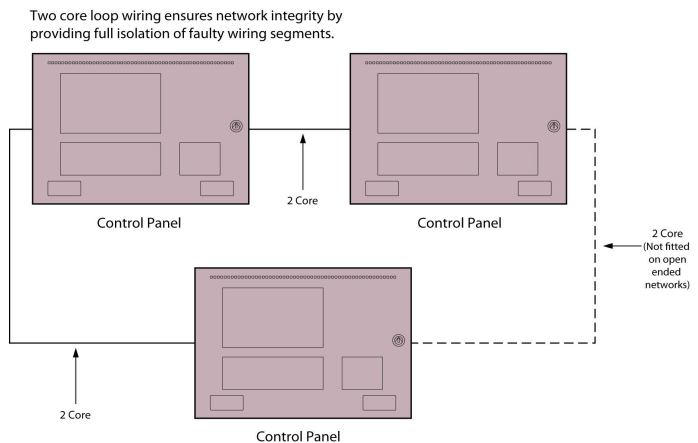 Two core loop wiring ensures network integrity by
providing full isolation of faulty wiring segments.
2 Core
Control Panel
Control Panel
2 Core
(Not fitted
on open
ended
networks)
2 Core
Control Panel